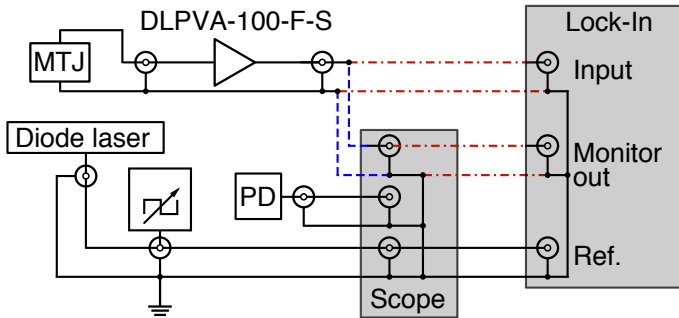 DLPVA-100-F-S
Lock-In
MTJ
Input
Diode laser
Monitor
out
PD
Ref.
Scope